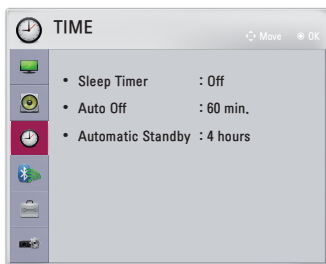 TIME
Move OK
• Sleep Timer : Off
• Auto Off : 60 min.
• Automatic Standby : 4 hours